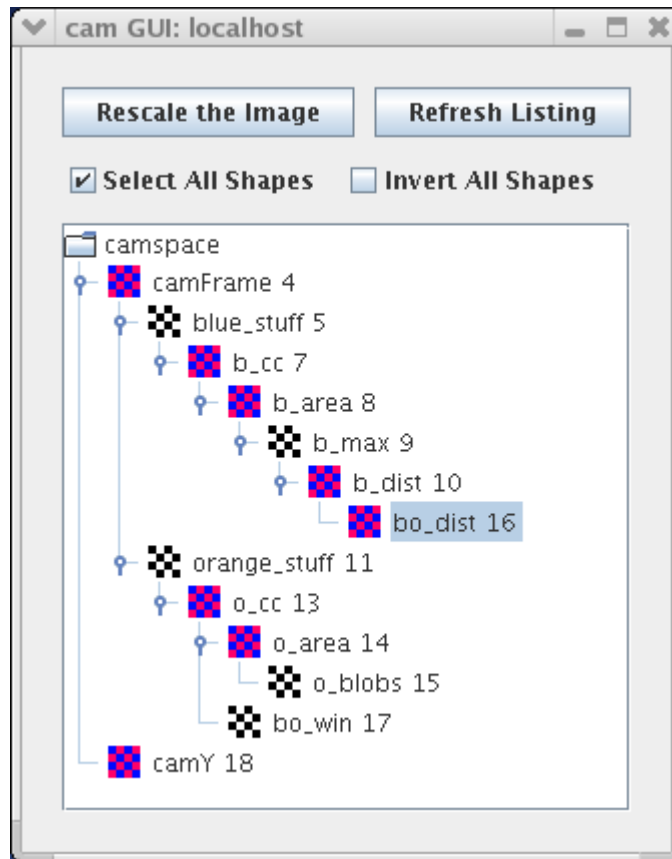 cam GUI: localhost
Rescale the Image Refresh Listing
Select All Shapes Invert All Shapes
camspace
camFrame 4
blue_stuff 5
b_cc 7
b_area 8
b_max 9
b_dist 10
bo_dist 16
orange_stuff 11
o_cc 13
o_area 14
o_blobs 15
bo_win 17
camY 18